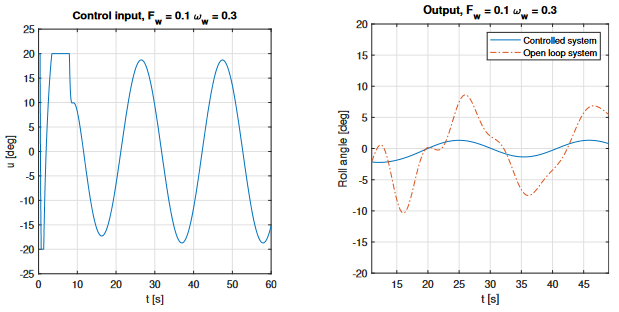 Control input, F_w = 0.1 ω_w = 0.3
25
20
15
10
5
0
-5
-10
-15
-20
-25
u [deg]
0 10 20 30 40 50 60
t [s]
Output, F_w = 0.1 ω_w = 0.3
Controlled system
Open loop system
20
15
10
5
0
-5
-10
-15
-20
Roll angle [deg]
15 20 25 30 35 40 45
t [s]